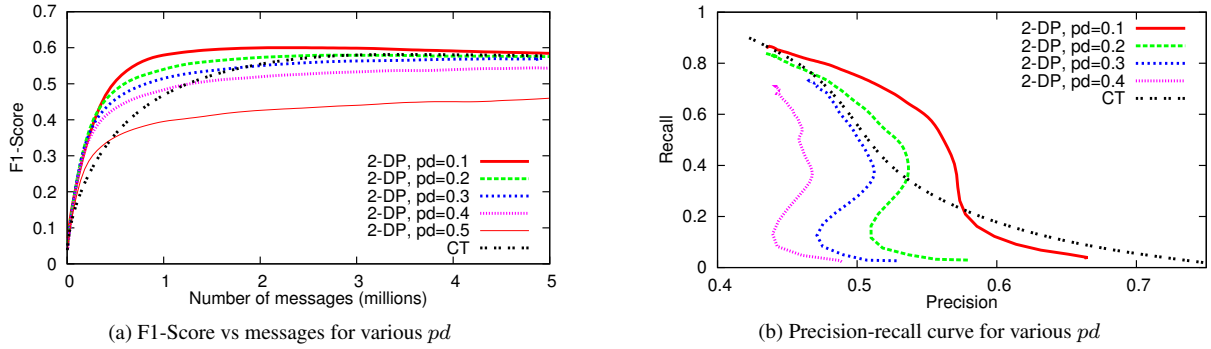 0.7
0.6
0.5
0.4
0.3
0.2
0.1
0
F1-Score
2-DP, pd=0.1
2-DP, pd=0.2
2-DP, pd=0.3
2-DP, pd=0.4
2-DP, pd=0.5
CT
0 1 2 3 4 5
Number of messages (millions)
(a) F1-Score vs messages for various pd
1
0.8
0.6
0.4
0.2
0
Recall
2-DP, pd=0.1
2-DP, pd=0.2
2-DP, pd=0.3
2-DP, pd=0.4
CT
0.4 0.5 0.6 0.7
Precision
(b) Precision-recall curve for various pd